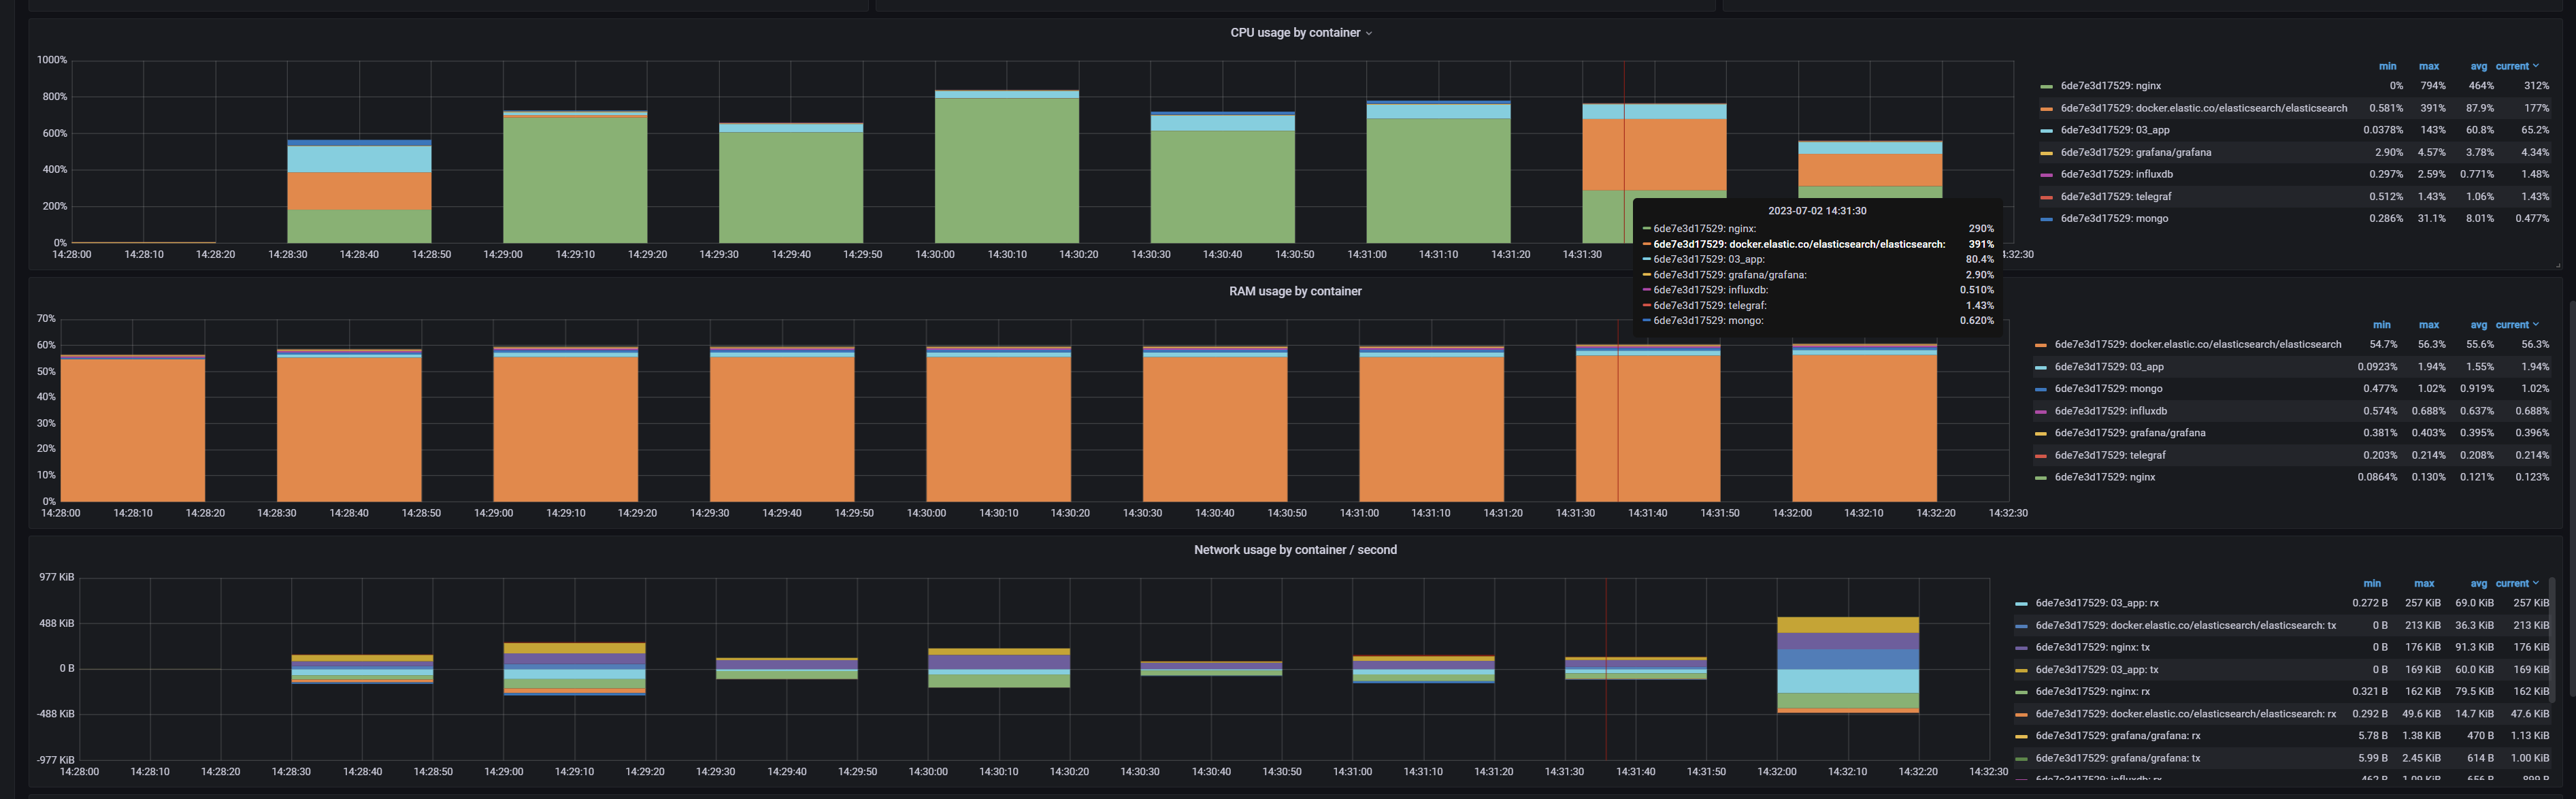 CPU usage by container
1000%
800%
600%
400%
200%
0%
14:28:00 14:28:10 14:28:20 14:28:30 14:28:40 14:28:50 14:29:00 14:29:10 14:29:20 14:29:30 14:29:40 14:29:50 14:30:00 14:30:10 14:30:20 14:30:30 14:30:40 14:30:50 14:31:00 14:31:10 14:31:20 14:31:30 4:32:30
min max avg current
6de7e3d17529: nginx 0% 794% 464% 312%
6de7e3d17529: docker.elastic.co/elasticsearch/elasticsearch 0.581% 391% 87.9% 177%
6de7e3d17529: 03_app 0.0378% 143% 60.8% 65.2%
6de7e3d17529: grafana/grafana 2.90% 4.57% 3.78% 4.34%
6de7e3d17529: influxdb 0.297% 2.59% 0.771% 1.48%
6de7e3d17529: telegraf 0.512% 1.43% 1.06% 1.43%
6de7e3d17529: mongo 0.286% 31.1% 8.01% 0.477%
2023-07-02 14:31:30
6de7e3d17529: nginx: 290%
6de7e3d17529: docker.elastic.co/elasticsearch/elasticsearch: 391%
6de7e3d17529: 03_app: 80.4%
6de7e3d17529: grafana/grafana: 2.90%
6de7e3d17529: influxdb: 0.510%
6de7e3d17529: telegraf: 1.43%
6de7e3d17529: mongo: 0.620%
RAM usage by container
70%
60%
50%
40%
30%
20%
10%
0%
14:28:00 14:28:10 14:28:20 14:28:30 14:28:40 14:28:50 14:29:00 14:29:10 14:29:20 14:29:30 14:29:40 14:29:50 14:30:00 14:30:10 14:30:20 14:30:30 14:30:40 14:30:50 14:31:00 14:31:10 14:31:20 14:31:30 14:31:40 14:31:50 14:32:00 14:32:10 14:32:20 14:32:30
min max avg current
6de7e3d17529: docker.elastic.co/elasticsearch/elasticsearch 54.7% 56.3% 55.6% 56.3%
6de7e3d17529: 03_app 0.0923% 1.94% 1.55% 1.94%
6de7e3d17529: mongo 0.477% 1.02% 0.919% 1.02%
6de7e3d17529: influxdb 0.574% 0.688% 0.637% 0.688%
6de7e3d17529: grafana/grafana 0.381% 0.403% 0.395% 0.396%
6de7e3d17529: telegraf 0.203% 0.214% 0.208% 0.214%
6de7e3d17529: nginx 0.0864% 0.130% 0.121% 0.123%
Network usage by container / second
977 KiB
488 KiB
0 B
-488 KiB
-977 KiB
14:28:00 14:28:10 14:28:20 14:28:30 14:28:40 14:28:50 14:29:00 14:29:10 14:29:20 14:29:30 14:29:40 14:29:50 14:30:00 14:30:10 14:30:20 14:30:30 14:30:40 14:30:50 14:31:00 14:31:10 14:31:20 14:31:30 14:31:40 14:31:50 14:32:00 14:32:10 14:32:20 14:32:30
min max avg current
6de7e3d17529: 03_app: rx 0.272 B 257 KiB 69.0 KiB 257 KiB
6de7e3d17529: docker.elastic.co/elasticsearch/elasticsearch: tx 0 B 213 KiB 36.3 KiB 213 KiB
6de7e3d17529: nginx: tx 0 B 176 KiB 91.3 KiB 176 KiB
6de7e3d17529: 03_app: tx 0 B 169 KiB 60.0 KiB 169 KiB
6de7e3d17529: nginx: rx 0.321 B 162 KiB 79.5 KiB 162 KiB
6de7e3d17529: docker.elastic.co/elasticsearch/elasticsearch: rx 0.292 B 49.6 KiB 14.7 KiB 47.6 KiB
6de7e3d17529: grafana/grafana: rx 5.78 B 1.38 KiB 470 B 1.13 KiB
6de7e3d17529: grafana/grafana: tx 5.99 B 2.45 KiB 614 B 1.00 KiB
6de7e3d17529: influxdb: rx